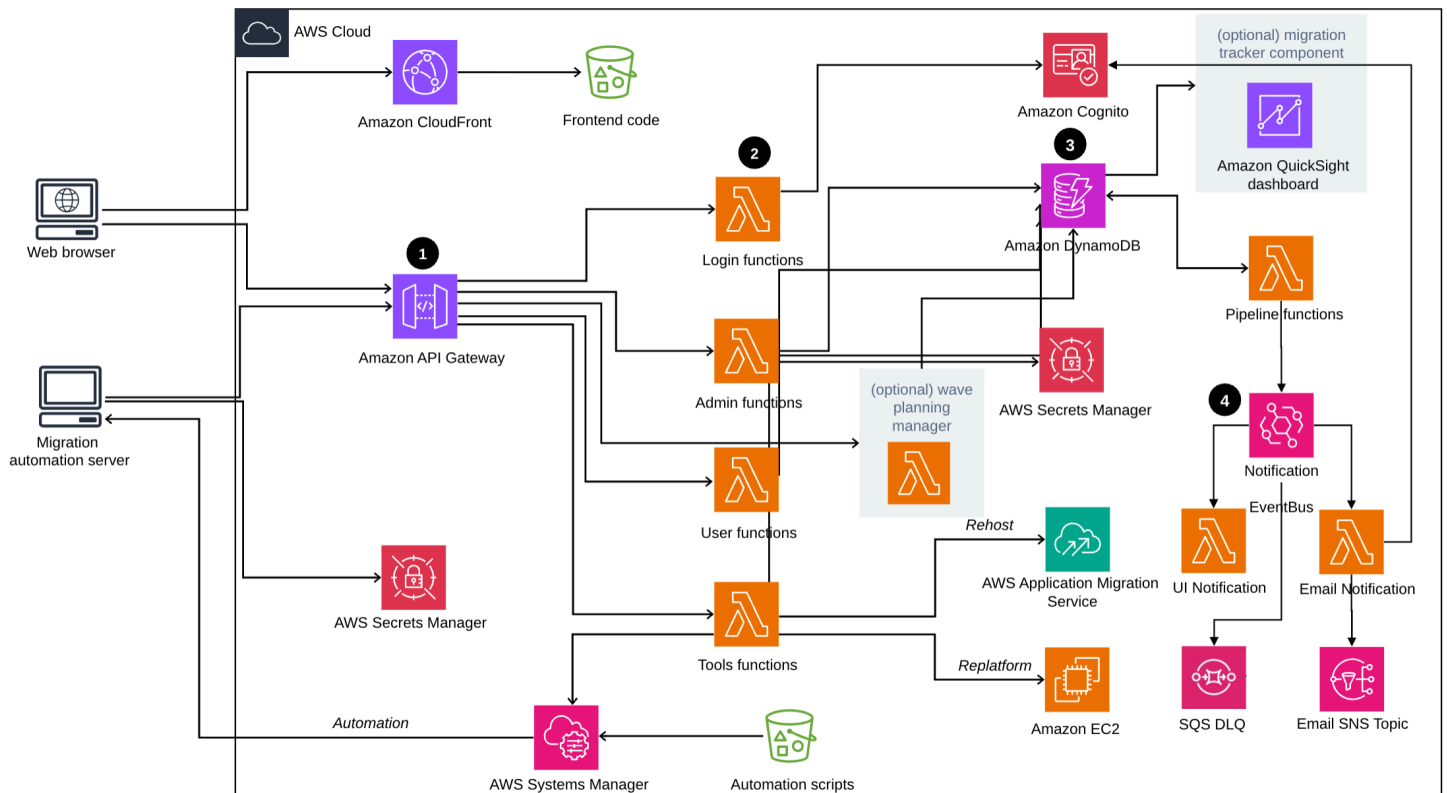 AWS Cloud
(optional) migration
tracker component
Amazon CloudFront
Frontend code
Amazon Cognito
2
3
Amazon QuickSight
dashboard
Web browser
1
Login functions
Amazon DynamoDB
Pipeline functions
Amazon API Gateway
Admin functions
(optional) wave
planning
manager
AWS Secrets Manager
4
Migration
automation server
Notification
EventBus
User functions
Rehost
AWS Application Migration
Service
UI Notification
Email Notification
AWS Secrets Manager
Tools functions
Replatform
Amazon EC2
SQS DLQ
Email SNS Topic
Automation
AWS Systems Manager
Automation scripts